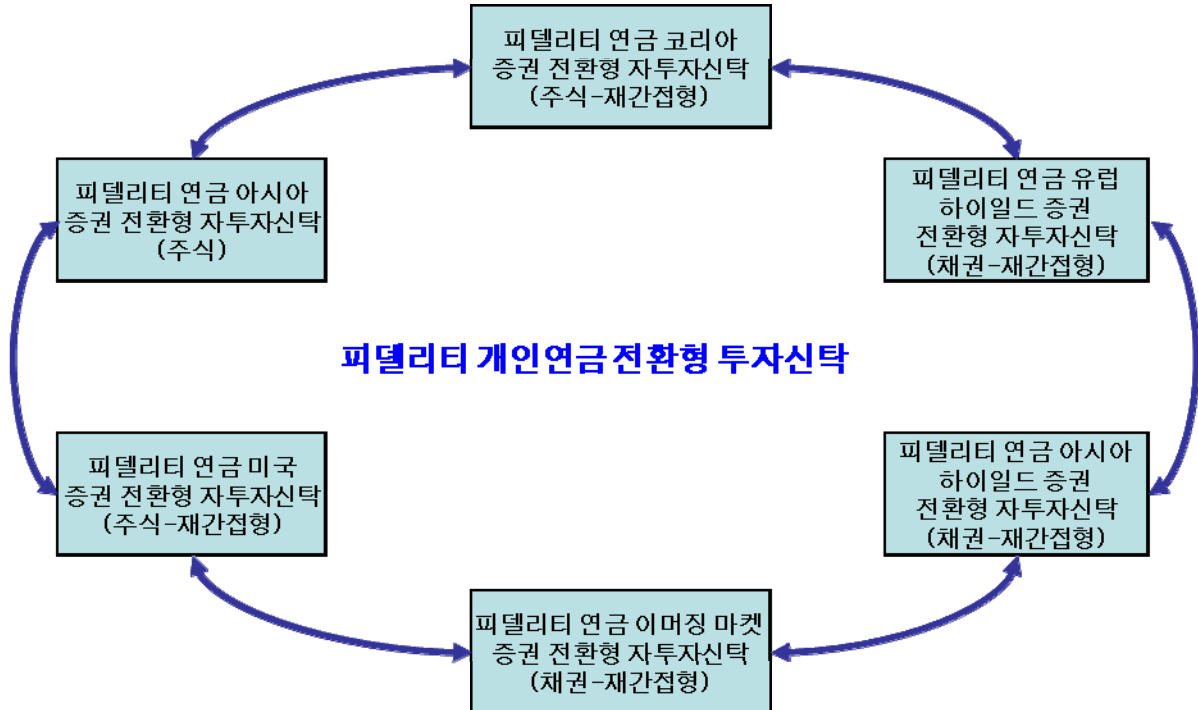 피델리티 연금 코리아
증권 전환형 자투자신탁
(주식-재간접형)
피델리티 연금 아시아
증권 전환형 자투자신탁
(주식)
피델리티 연금 유럽
하이일드 증권
전환형 자투자신탁
(채권-재간접형)
피델리티 개인연금 전환형 투자신탁
피델리티 연금 미국
증권 전환형 자투자신탁
(주식-재간접형)
피델리티 연금 아시아
하이일드 증권
전환형 자투자신탁
(채권-재간접형)
피델리티 연금 이머징 마켓
증권 전환형 자투자신탁
(채권-재간접형)